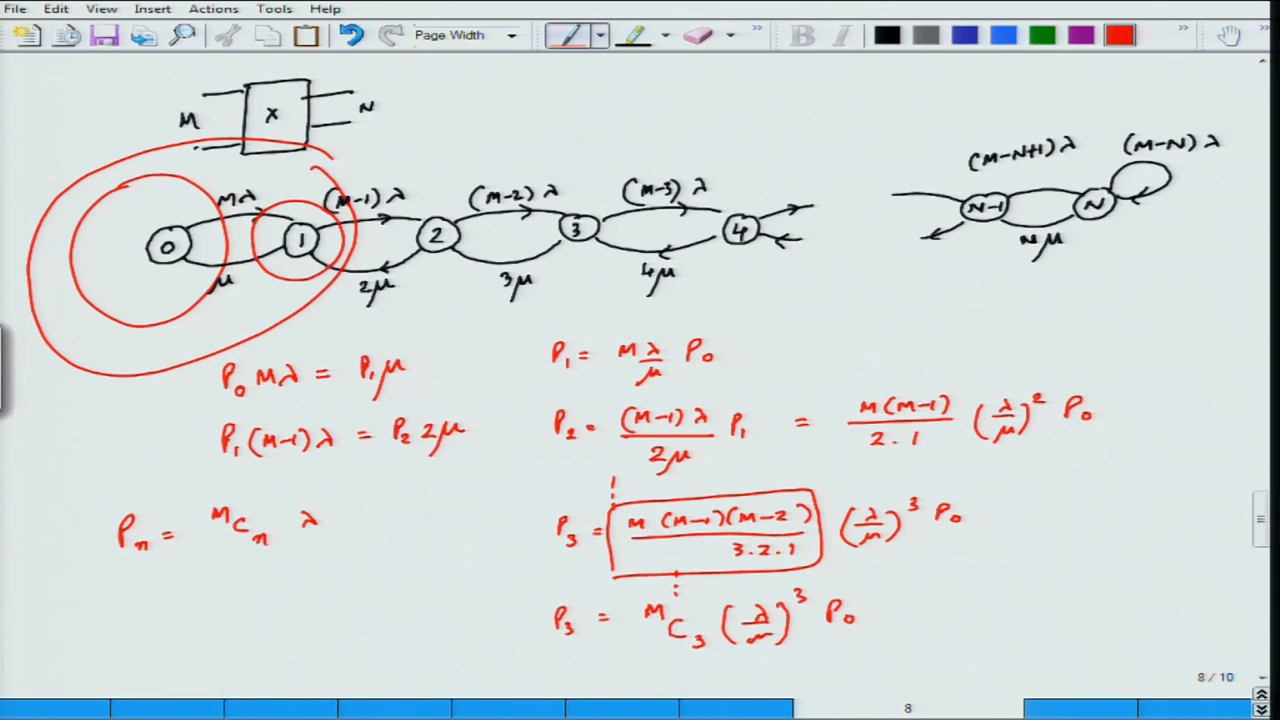 File Edit View Insert Actions Tools Help
Page Width
M X N
Mλ (M-1)λ (M-2)λ (M-3)λ (M-N+1)λ (M-N)λ
0 1 2 3 4 N-1 N
μ 2μ 3μ 4μ Nμ
P₀ Mλ = P₁μ
P₁ = Mλ/μ P₀
P₁(M-1)λ = P₂ 2μ
P₂ = (M-1)λ/2μ P₁ = M(M-1)/2.1 (λ/μ)² P₀
Pₙ = ᴹCₙ λ
P₃ = M(M-1)(M-2)/3.2.1 (λ/μ)³ P₀
P₃ = ᴹC₃ (λ/μ)³ P₀
8 / 10
8